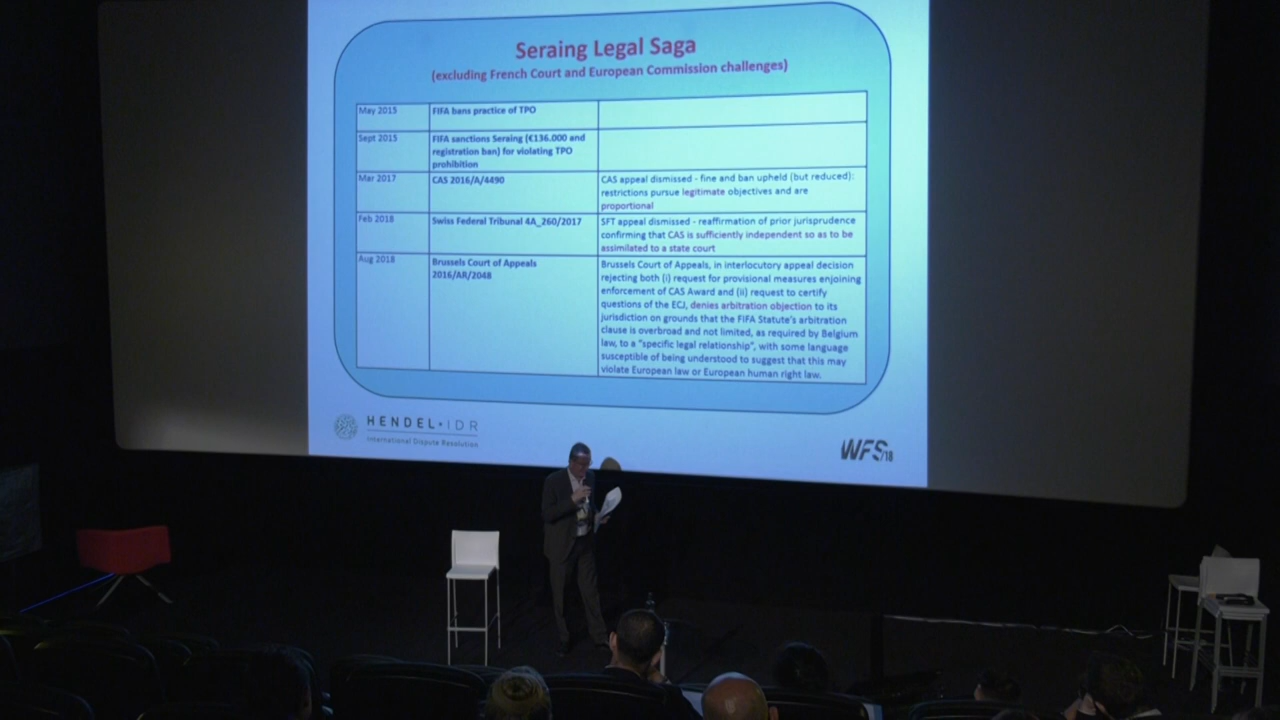 Seraing Legal Saga
(excluding French Court and European Commission challenges)
May 2015
FIFA bans practice of TPO
Sept 2015
FIFA sanctions Seraing (€136.000 and
registration ban) for violating TPO
prohibition
Mar 2017
CAS 2016/A/4490
CAS appeal dismissed - fine and ban upheld (but reduced):
restrictions pursue legitimate objectives and are
proportional
Feb 2018
Swiss Federal Tribunal 4A_260/2017
SFT appeal dismissed - reaffirmation of prior jurisprudence
confirming that CAS is sufficiently independent so as to be
assimilated to a state court
Aug 2018
Brussels Court of Appeals
2016/AR/2048
Brussels Court of Appeals, in interlocutory appeal decision
rejecting both (i) request for provisional measures enjoining
enforcement of CAS Award and (ii) request to certify
questions of the ECJ, denies arbitration objection to its
jurisdiction on grounds that the FIFA Statute's arbitration
clause is overbroad and not limited, as required by Belgium
law, to a "specific legal relationship", with some language
susceptible of being understood to suggest that this may
violate European law or European human right law.
HENDEL•IDR
International Dispute Resolution
WFS/18